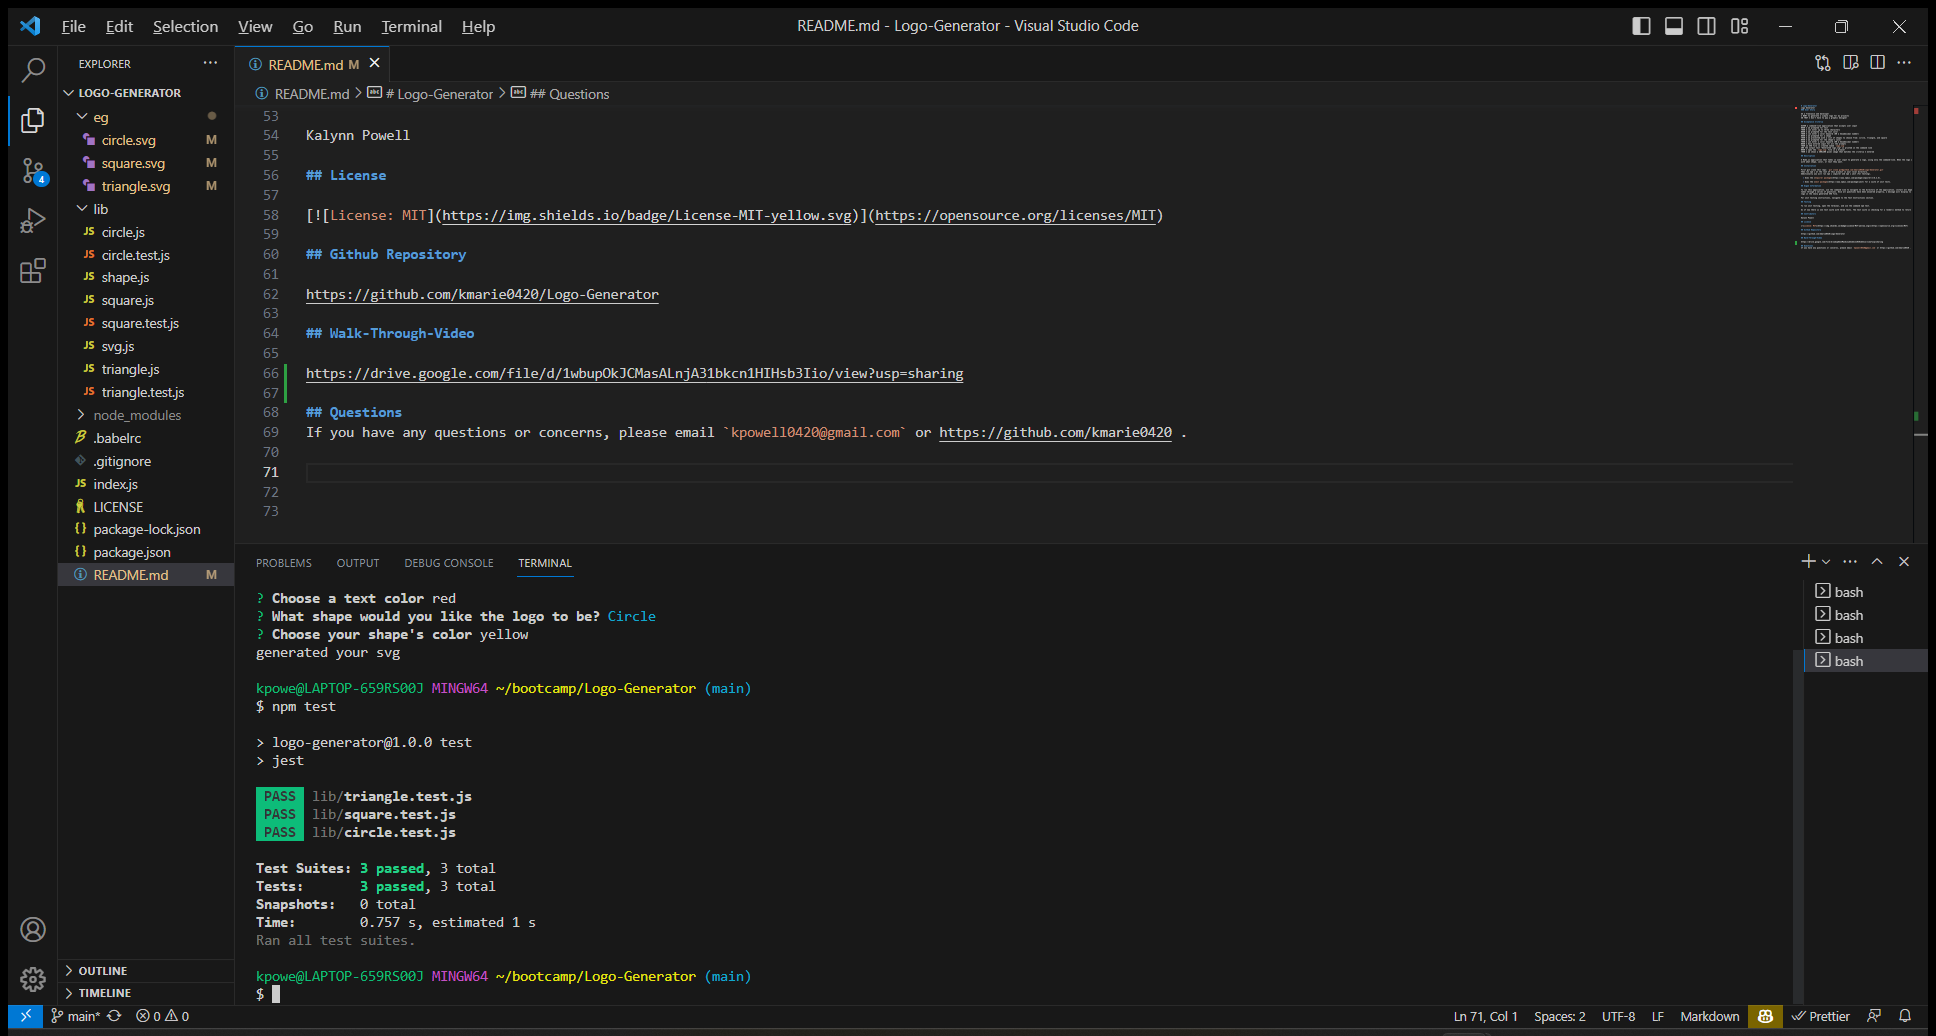 File Edit Selection View Go Run Terminal Help
README.md - Logo-Generator - Visual Studio Code
EXPLORER
LOGO-GENERATOR
eg
circle.svg M
square.svg M
triangle.svg M
lib
JS circle.js
JS circle.test.js
JS shape.js
JS square.js
JS square.test.js
JS svg.js
JS triangle.js
JS triangle.test.js
node_modules
.babelrc
.gitignore
JS index.js
LICENSE
{} package-lock.json
{} package.json
README.md M
OUTLINE
TIMELINE
4
README.md M
README.md > # Logo-Generator > ## Questions
53
54 Kalynn Powell
55
56 ## License
57
58 [![License: MIT](https://img.shields.io/badge/License-MIT-yellow.svg)](https://opensource.org/licenses/MIT)
59
60 ## Github Repository
61
62 https://github.com/kmarie0420/Logo-Generator
63
64 ## Walk-Through-Video
65
66 https://drive.google.com/file/d/1wbupOkJCMasALnjA31bkcn1HIHsb3Iio/view?usp=sharing
67
68 ## Questions
69 If you have any questions or concerns, please email `kpowell0420@gmail.com` or https://github.com/kmarie0420 .
70
71
72
73
PROBLEMS OUTPUT DEBUG CONSOLE TERMINAL
? Choose a text color red
? What shape would you like the logo to be? Circle
? Choose your shape's color yellow
generated your svg
kpowe@LAPTOP-659RS00J MINGW64 ~/bootcamp/Logo-Generator (main)
$ npm test
> logo-generator@1.0.0 test
> jest
PASS lib/triangle.test.js
PASS lib/square.test.js
PASS lib/circle.test.js
Test Suites: 3 passed, 3 total
Tests: 3 passed, 3 total
Snapshots: 0 total
Time: 0.757 s, estimated 1 s
Ran all test suites.
kpowe@LAPTOP-659RS00J MINGW64 ~/bootcamp/Logo-Generator (main)
$
bash
bash
bash
bash
main* 0 0
Ln 71, Col 1 Spaces: 2 UTF-8 LF Markdown Prettier